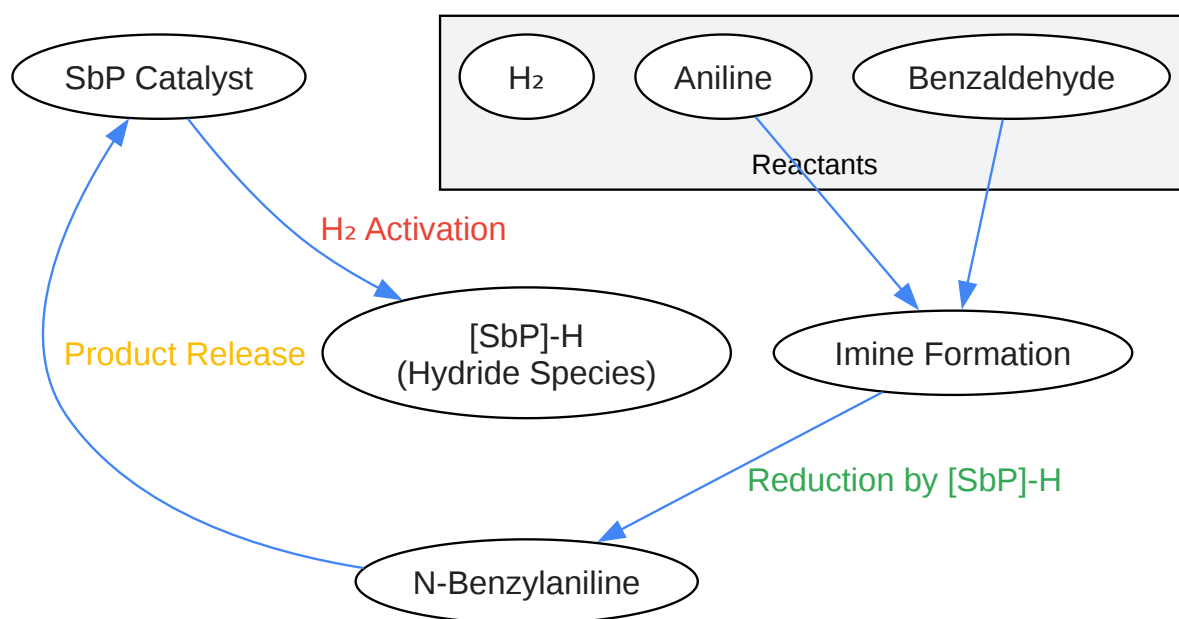 SbP Catalyst
H₂
Aniline
Benzaldehyde
Reactants
H₂ Activation
[SbP]-H
(Hydride Species)
Product Release
Imine Formation
Reduction by [SbP]-H
N-Benzylaniline